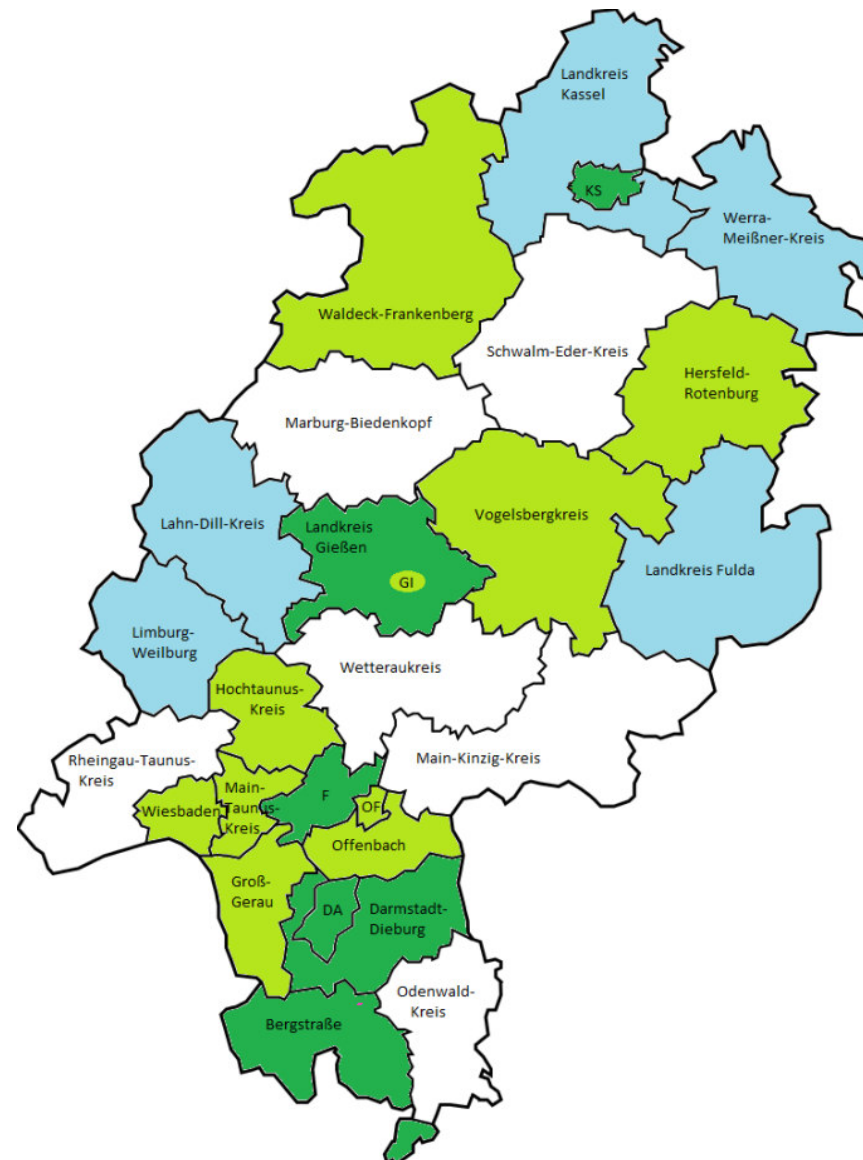 Landkreis
Kassel
KS
Werra-
Meißner-Kreis
Waldeck-Frankenberg
Schwalm-Eder-Kreis
Hersfeld-
Rotenburg
Marburg-Biedenkopf
Lahn-Dill-Kreis
Landkreis
Gießen
GI
Vogelsbergkreis
Landkreis Fulda
Limburg-
Weilburg
Wetteraukreis
Hochtaunus-
Kreis
Main-Kinzig-Kreis
Rheingau-Taunus-
Kreis
Wiesbaden
Main-
Taunus-
Kreis
F
OF
Offenbach
Groß-
Gerau
DA
Darmstadt-
Dieburg
Odenwald-
Kreis
Bergstraße